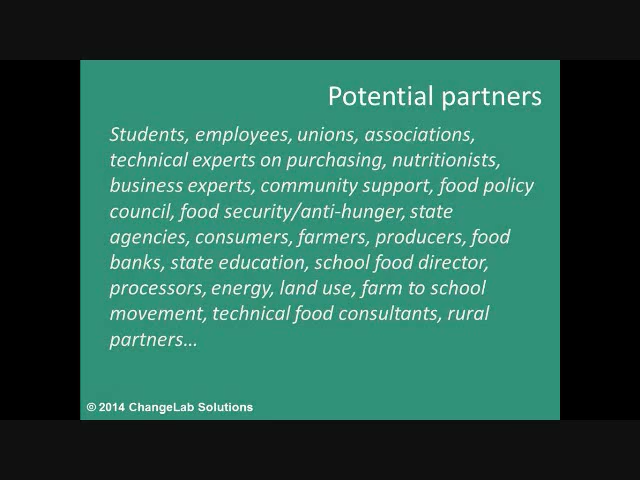 Potential partners
Students, employees, unions, associations,
technical experts on purchasing, nutritionists,
business experts, community support, food policy
council, food security/anti-hunger, state
agencies, consumers, farmers, producers, food
banks, state education, school food director,
processors, energy, land use, farm to school
movement, technical food consultants, rural
partners…
© 2014 ChangeLab Solutions